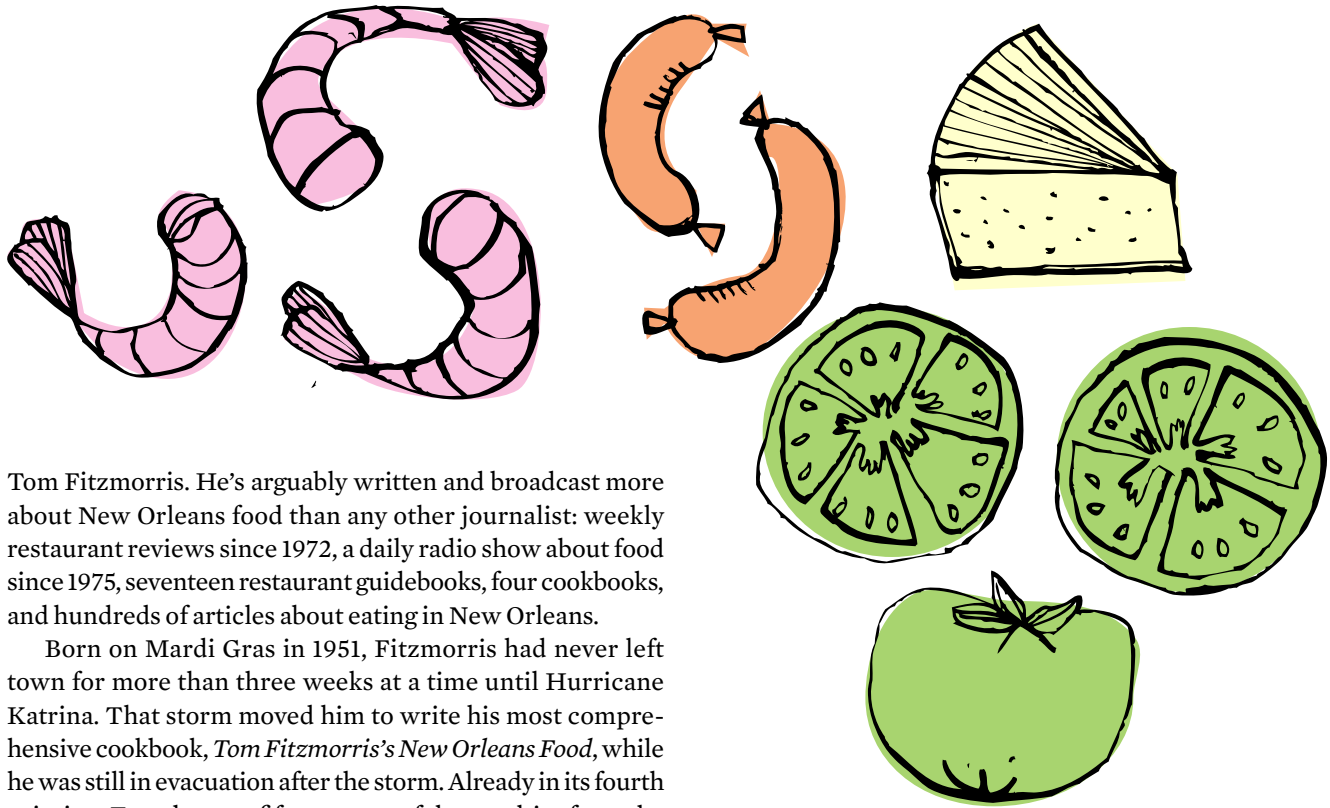 Tom Fitzmorris. He’s arguably written and broadcast more
about New Orleans food than any other journalist: weekly
restaurant reviews since 1972, a daily radio show about food
since 1975, seventeen restaurant guidebooks, four cookbooks,
and hundreds of articles about eating in New Orleans.
Born on Mardi Gras in 1951, Fitzmorris had never left
town for more than three weeks at a time until Hurricane
Katrina. That storm moved him to write his most compre-
hensive cookbook, Tom Fitzmorris’s New Orleans Food, while
he was still in evacuation after the storm. Already in its fourth